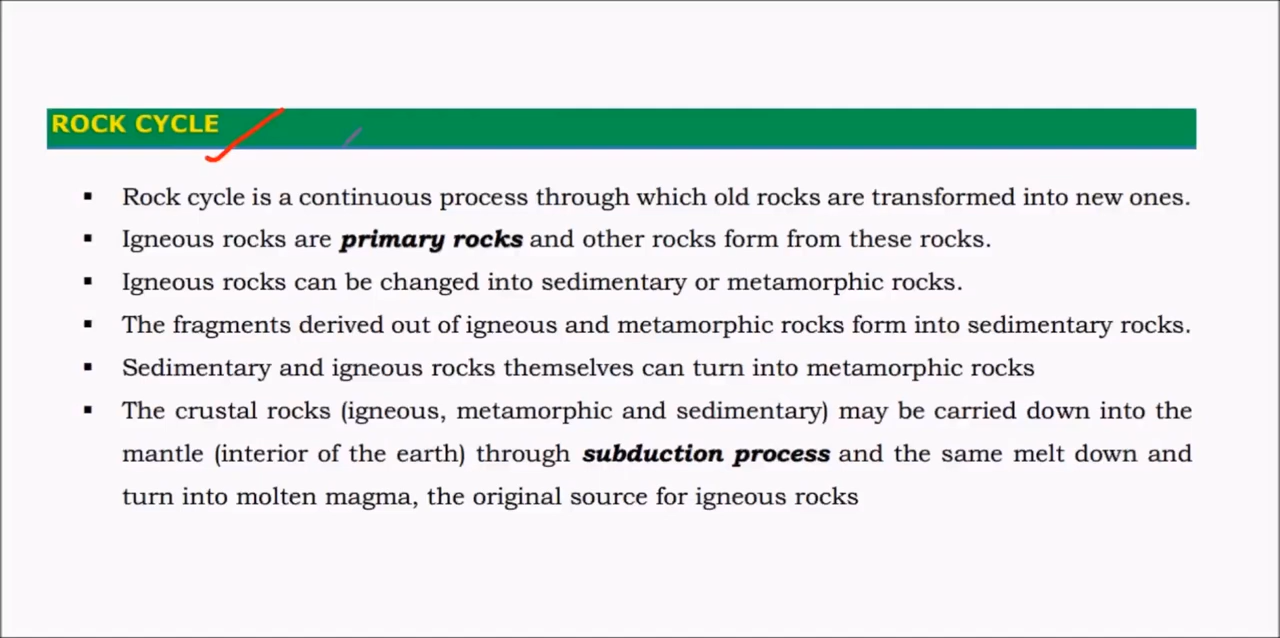 ROCK CYCLE
▪ Rock cycle is a continuous process through which old rocks are transformed into new ones.
▪ Igneous rocks are primary rocks and other rocks form from these rocks.
▪ Igneous rocks can be changed into sedimentary or metamorphic rocks.
▪ The fragments derived out of igneous and metamorphic rocks form into sedimentary rocks.
▪ Sedimentary and igneous rocks themselves can turn into metamorphic rocks
▪ The crustal rocks (igneous, metamorphic and sedimentary) may be carried down into the
mantle (interior of the earth) through subduction process and the same melt down and
turn into molten magma, the original source for igneous rocks